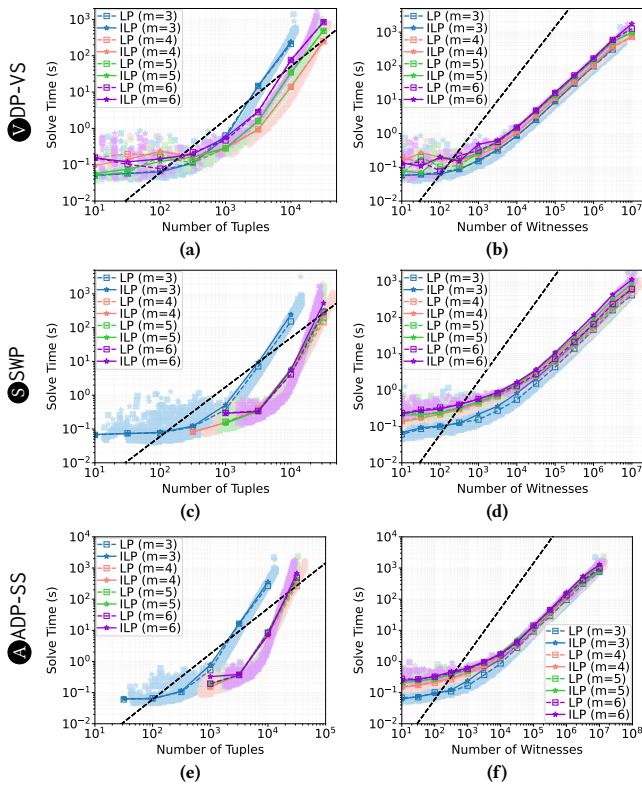 V DP-VS
Solve Time (s)
10³
10²
10¹
10⁰
10⁻¹
10⁻²
LP (m=3)
ILP (m=3)
LP (m=4)
ILP (m=4)
LP (m=5)
ILP (m=5)
LP (m=6)
ILP (m=6)
10¹ 10² 10³ 10⁴
Number of Tuples
(a)
Solve Time (s)
10³
10²
10¹
10⁰
10⁻¹
10⁻²
LP (m=3)
ILP (m=3)
LP (m=4)
ILP (m=4)
LP (m=5)
ILP (m=5)
LP (m=6)
ILP (m=6)
10¹ 10² 10³ 10⁴ 10⁵ 10⁶ 10⁷
Number of Witnesses
(b)
S SWP
Solve Time (s)
10³
10²
10¹
10⁰
10⁻¹
10⁻²
LP (m=3)
ILP (m=3)
LP (m=4)
ILP (m=4)
LP (m=5)
ILP (m=5)
LP (m=6)
ILP (m=6)
10¹ 10² 10³ 10⁴
Number of Tuples
(c)
Solve Time (s)
10³
10²
10¹
10⁰
10⁻¹
10⁻²
LP (m=3)
ILP (m=3)
LP (m=4)
ILP (m=4)
LP (m=5)
ILP (m=5)
LP (m=6)
ILP (m=6)
10¹ 10² 10³ 10⁴ 10⁵ 10⁶ 10⁷
Number of Witnesses
(d)
A ADP-SS
Solve Time (s)
10⁴
10³
10²
10¹
10⁰
10⁻¹
10⁻²
LP (m=3)
ILP (m=3)
LP (m=4)
ILP (m=4)
LP (m=5)
ILP (m=5)
LP (m=6)
ILP (m=6)
10¹ 10² 10³ 10⁴ 10⁵
Number of Tuples
(e)
Solve Time (s)
10⁴
10³
10²
10¹
10⁰
10⁻¹
10⁻²
LP (m=3)
ILP (m=3)
LP (m=4)
ILP (m=4)
LP (m=5)
ILP (m=5)
LP (m=6)
ILP (m=6)
10¹ 10² 10³ 10⁴ 10⁵ 10⁶ 10⁷ 10⁸
Number of Witnesses
(f)